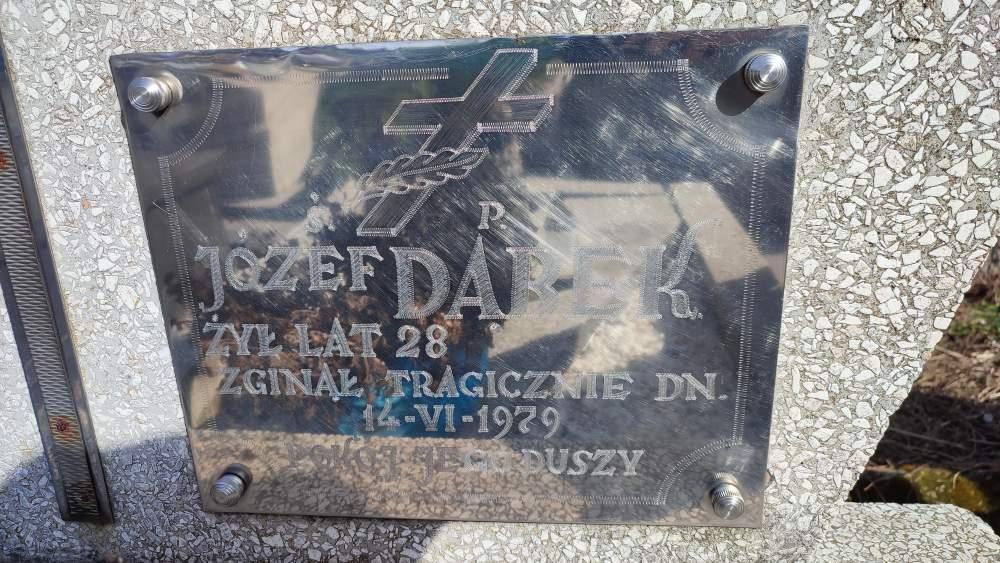 Ś. P.
JÓZEF DĄBEK
ŻYŁ LAT 28
ZGINĄŁ TRAGICZNIE DN.
14-VI-1979
POKÓJ JEGO DUSZY